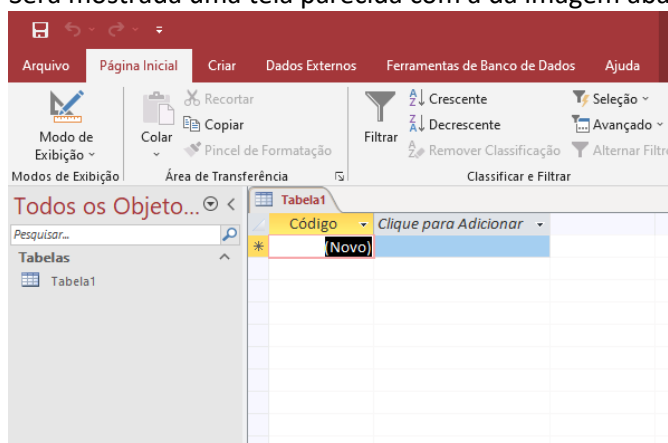 Será mostrada uma tela parecida com a da imagem aba
Arquivo Página Inicial Criar Dados Externos Ferramentas de Banco de Dados Ajuda
Modo de Exibição
Modos de Exibição
Colar
Recortar
Copiar
Pincel de Formatação
Área de Transferência
Filtrar
Crescente
Decrescente
Remover Classificação
Seleção
Avançado
Alternar Filtro
Classificar e Filtrar
Todos os Objeto...
Pesquisar...
Tabelas
Tabela1
Tabela1
Código Clique para Adicionar
(Novo)